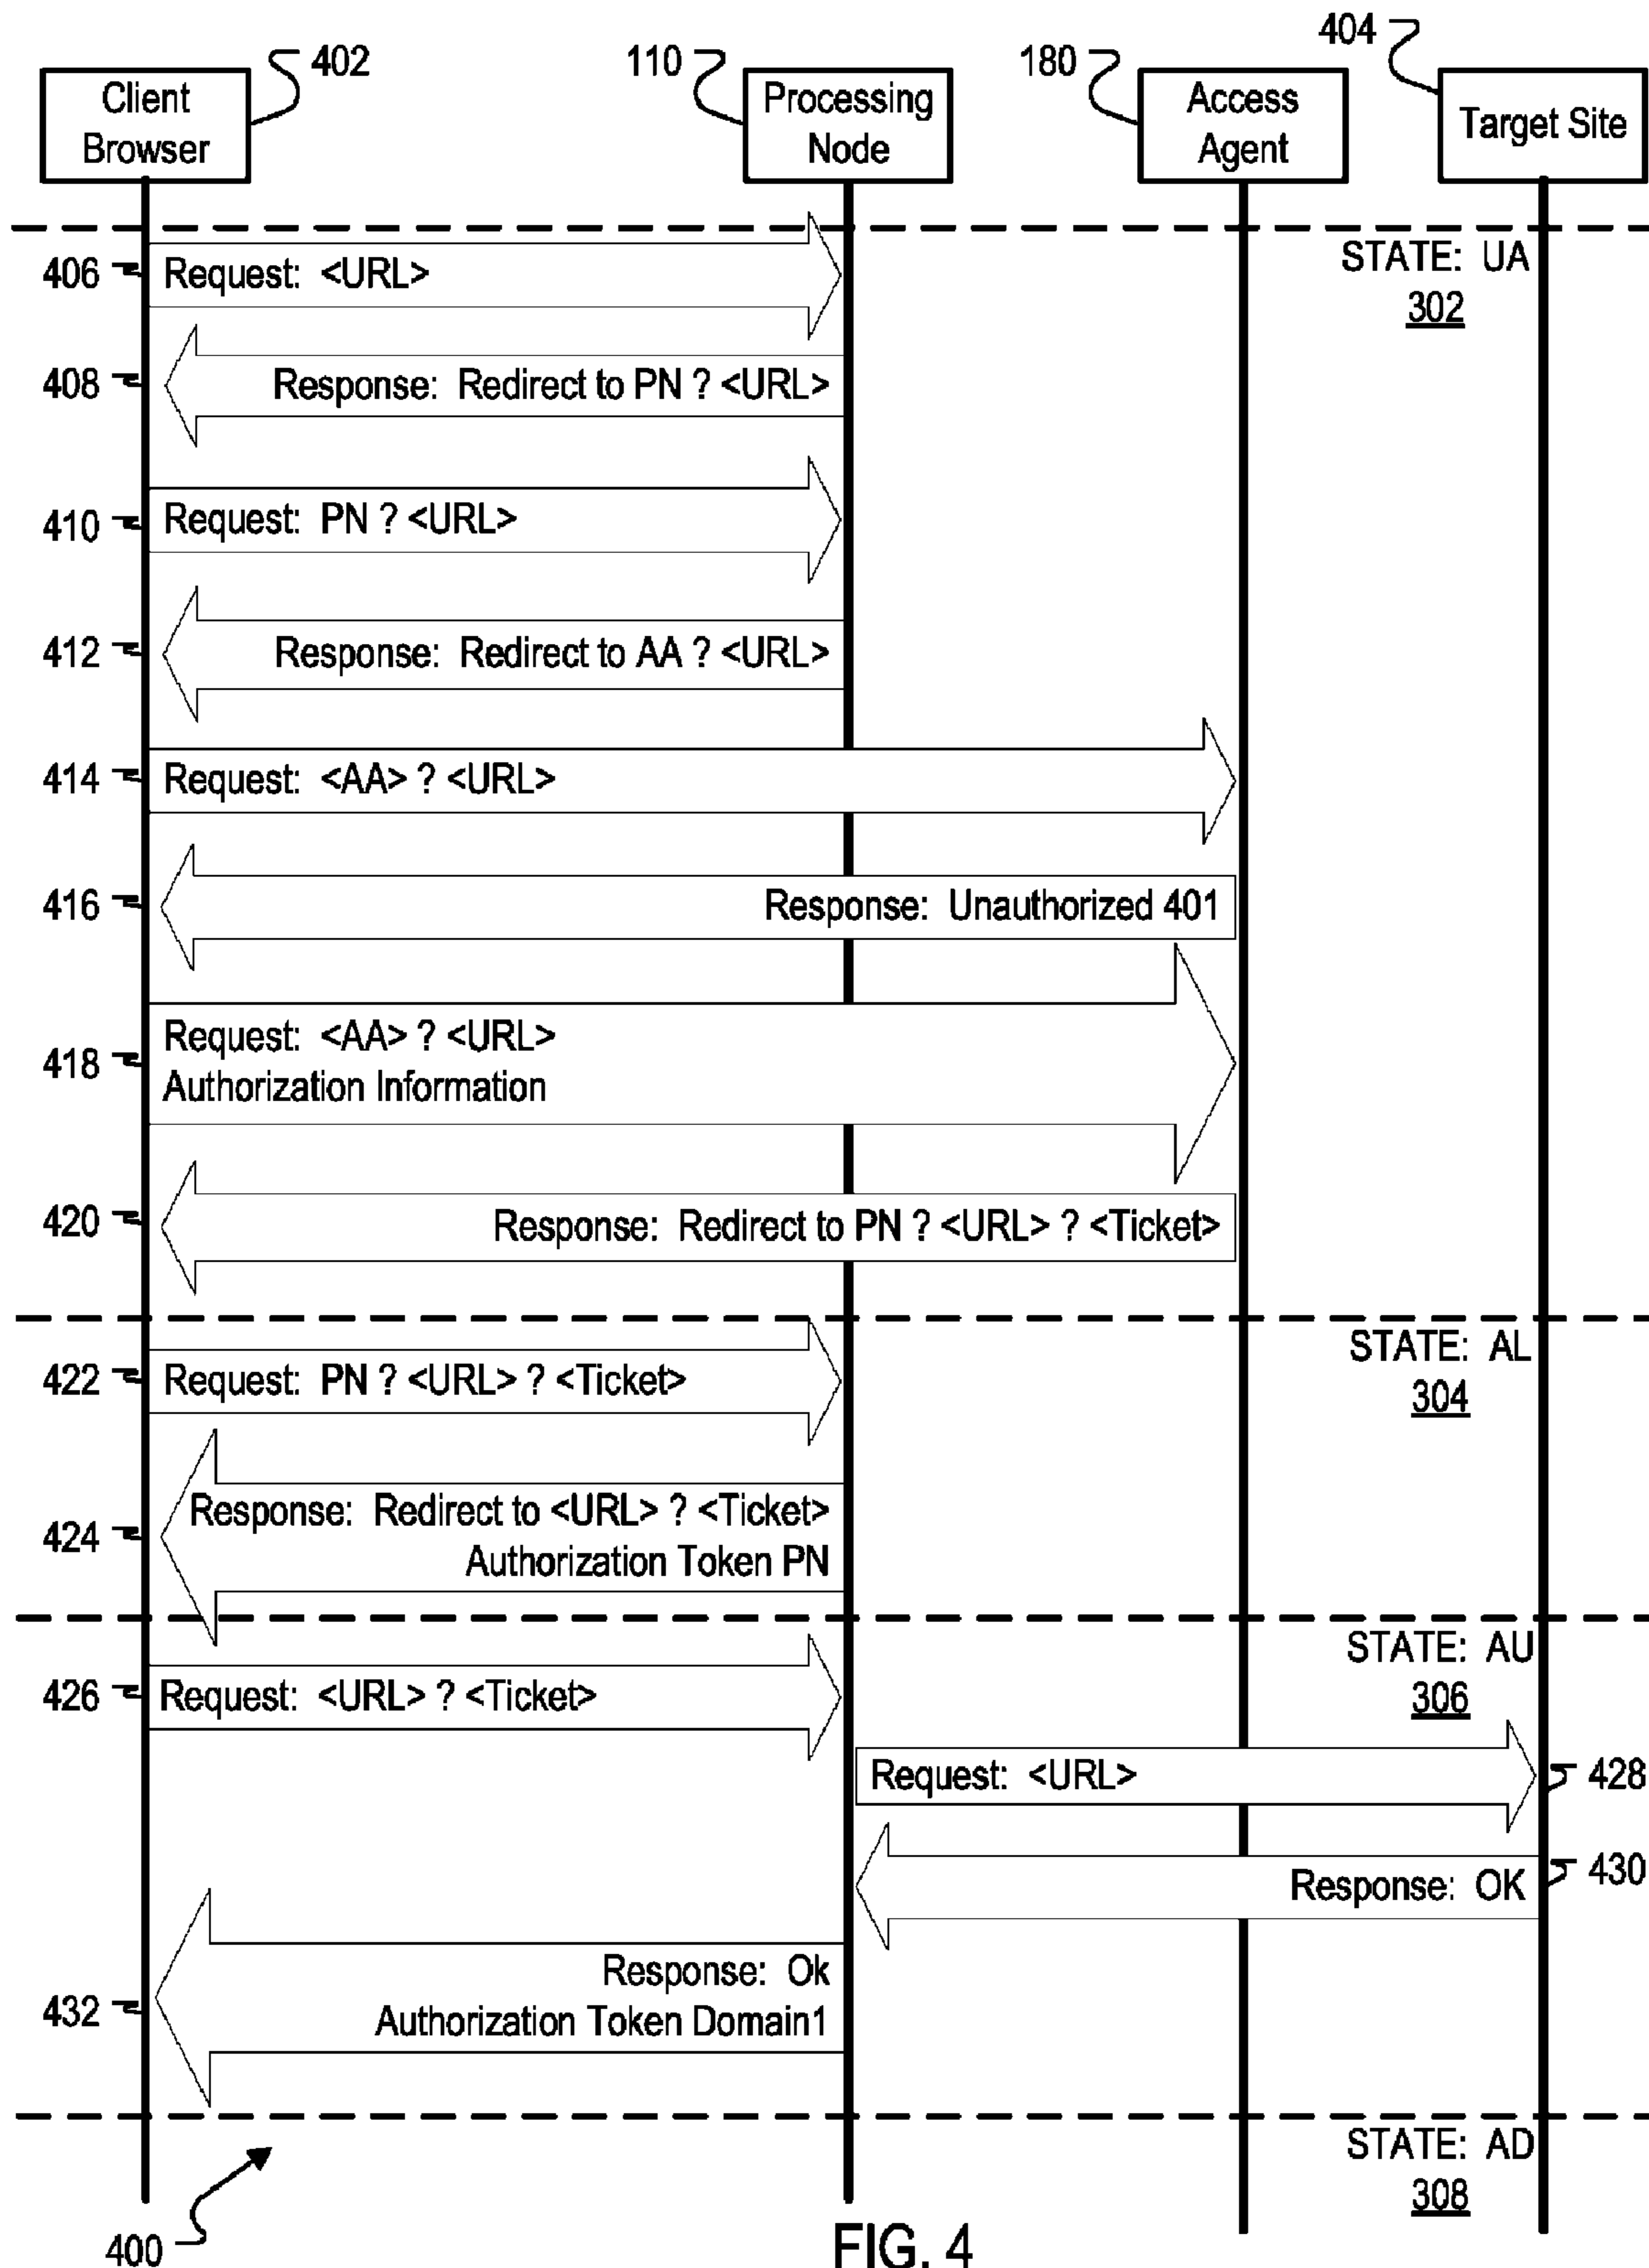 402
110
180
404
Client
Browser
Processing
Node
Access
Agent
Target Site
STATE: UA
302
406
Request: <URL>
408
Response: Redirect to PN ? <URL>
410
Request: PN ? <URL>
412
Response: Redirect to AA ? <URL>
414
Request: <AA> ? <URL>
416
Response: Unauthorized 401
418
Request: <AA> ? <URL>
Authorization Information
420
Response: Redirect to PN ? <URL> ? <Ticket>
STATE: AL
304
422
Request: PN ? <URL> ? <Ticket>
424
Response: Redirect to <URL> ? <Ticket>
Authorization Token PN
STATE: AU
306
426
Request: <URL> ? <Ticket>
Request: <URL>
428
Response: OK
430
432
Response: Ok
Authorization Token Domain1
STATE: AD
308
400
FIG. 4